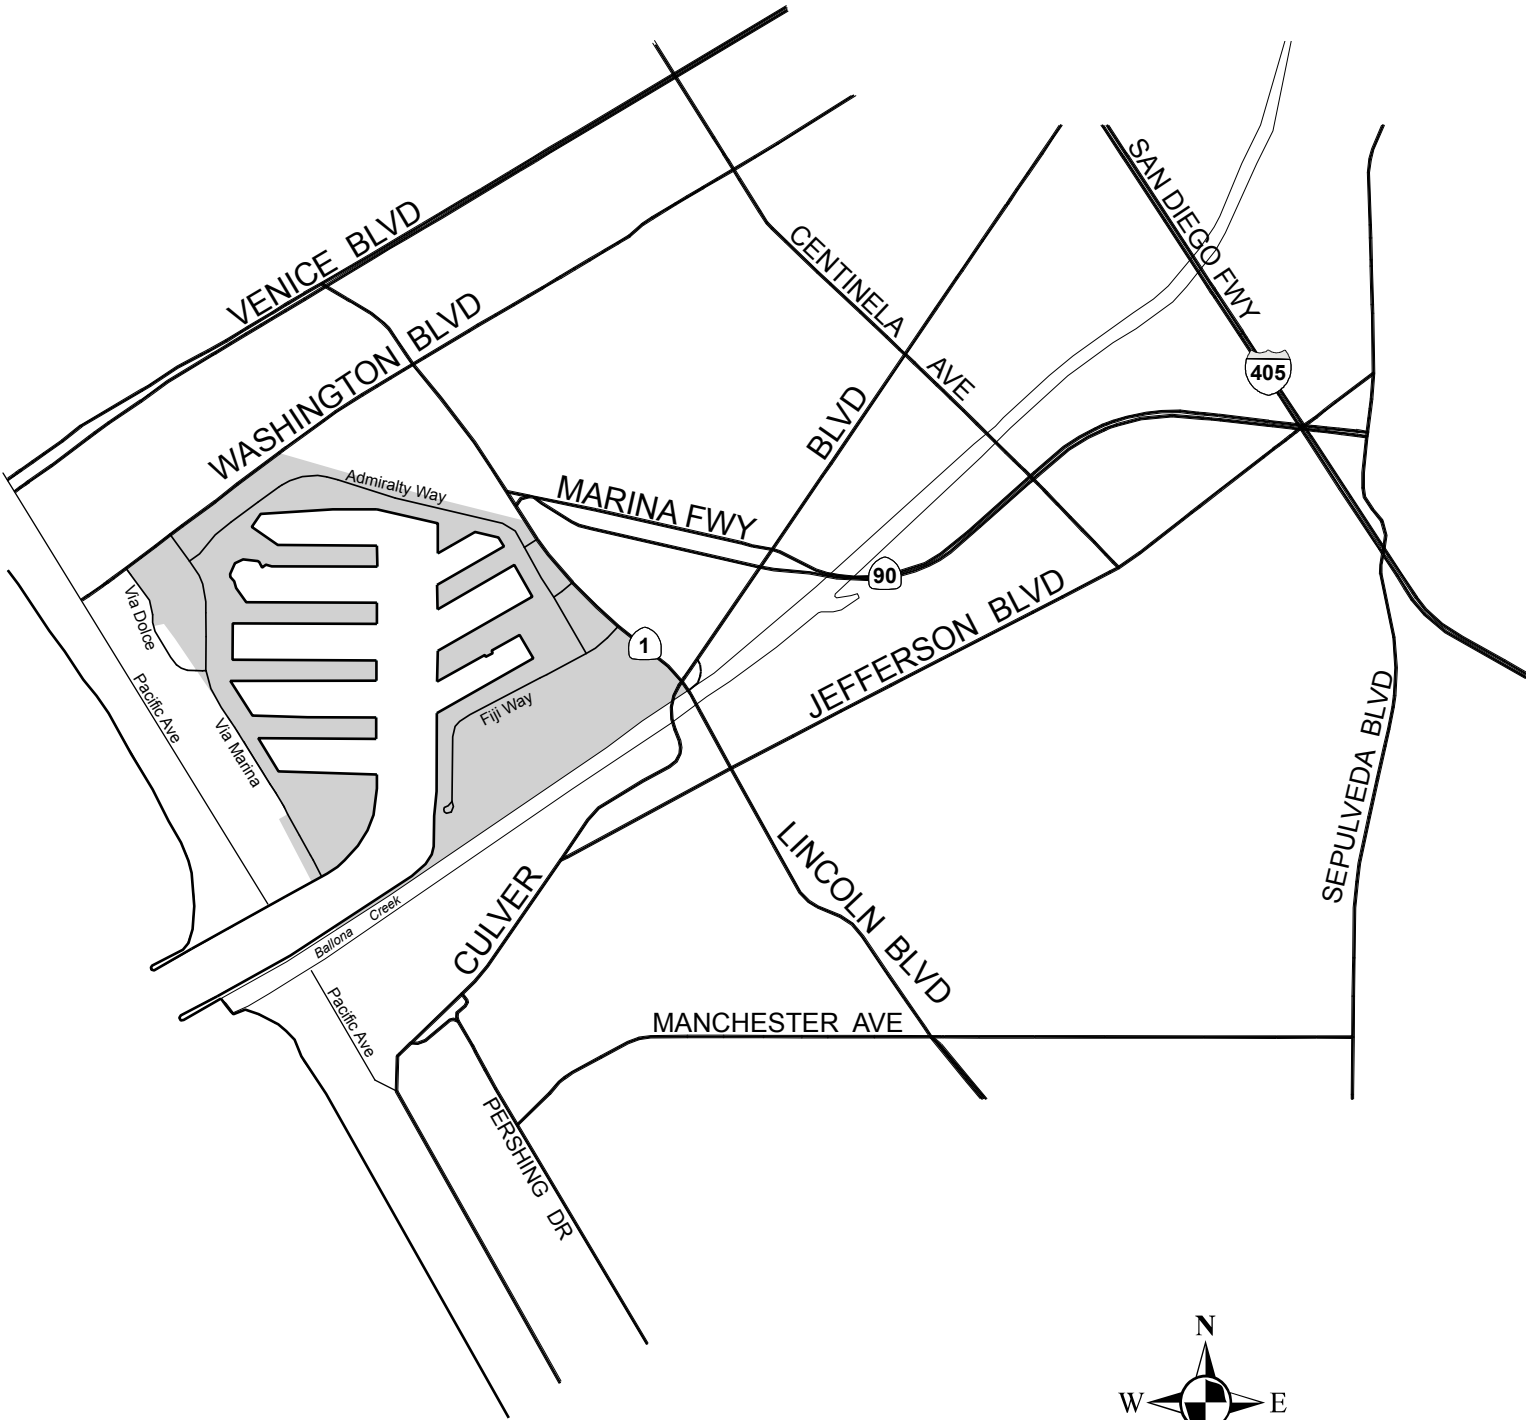 VENICE BLVD
WASHINGTON BLVD
SAN DIEGO FWY
405
CENTINELA AVE
Admiralty Way
MARINA FWY
90
1
Via Dolce
Pacific Ave
Via Marina
Fiji Way
JEFFERSON BLVD
SEPULVEDA BLVD
CULVER BLVD
LINCOLN BLVD
Ballona Creek
Pacific Ave
MANCHESTER AVE
PERSHING DR
N
W
E